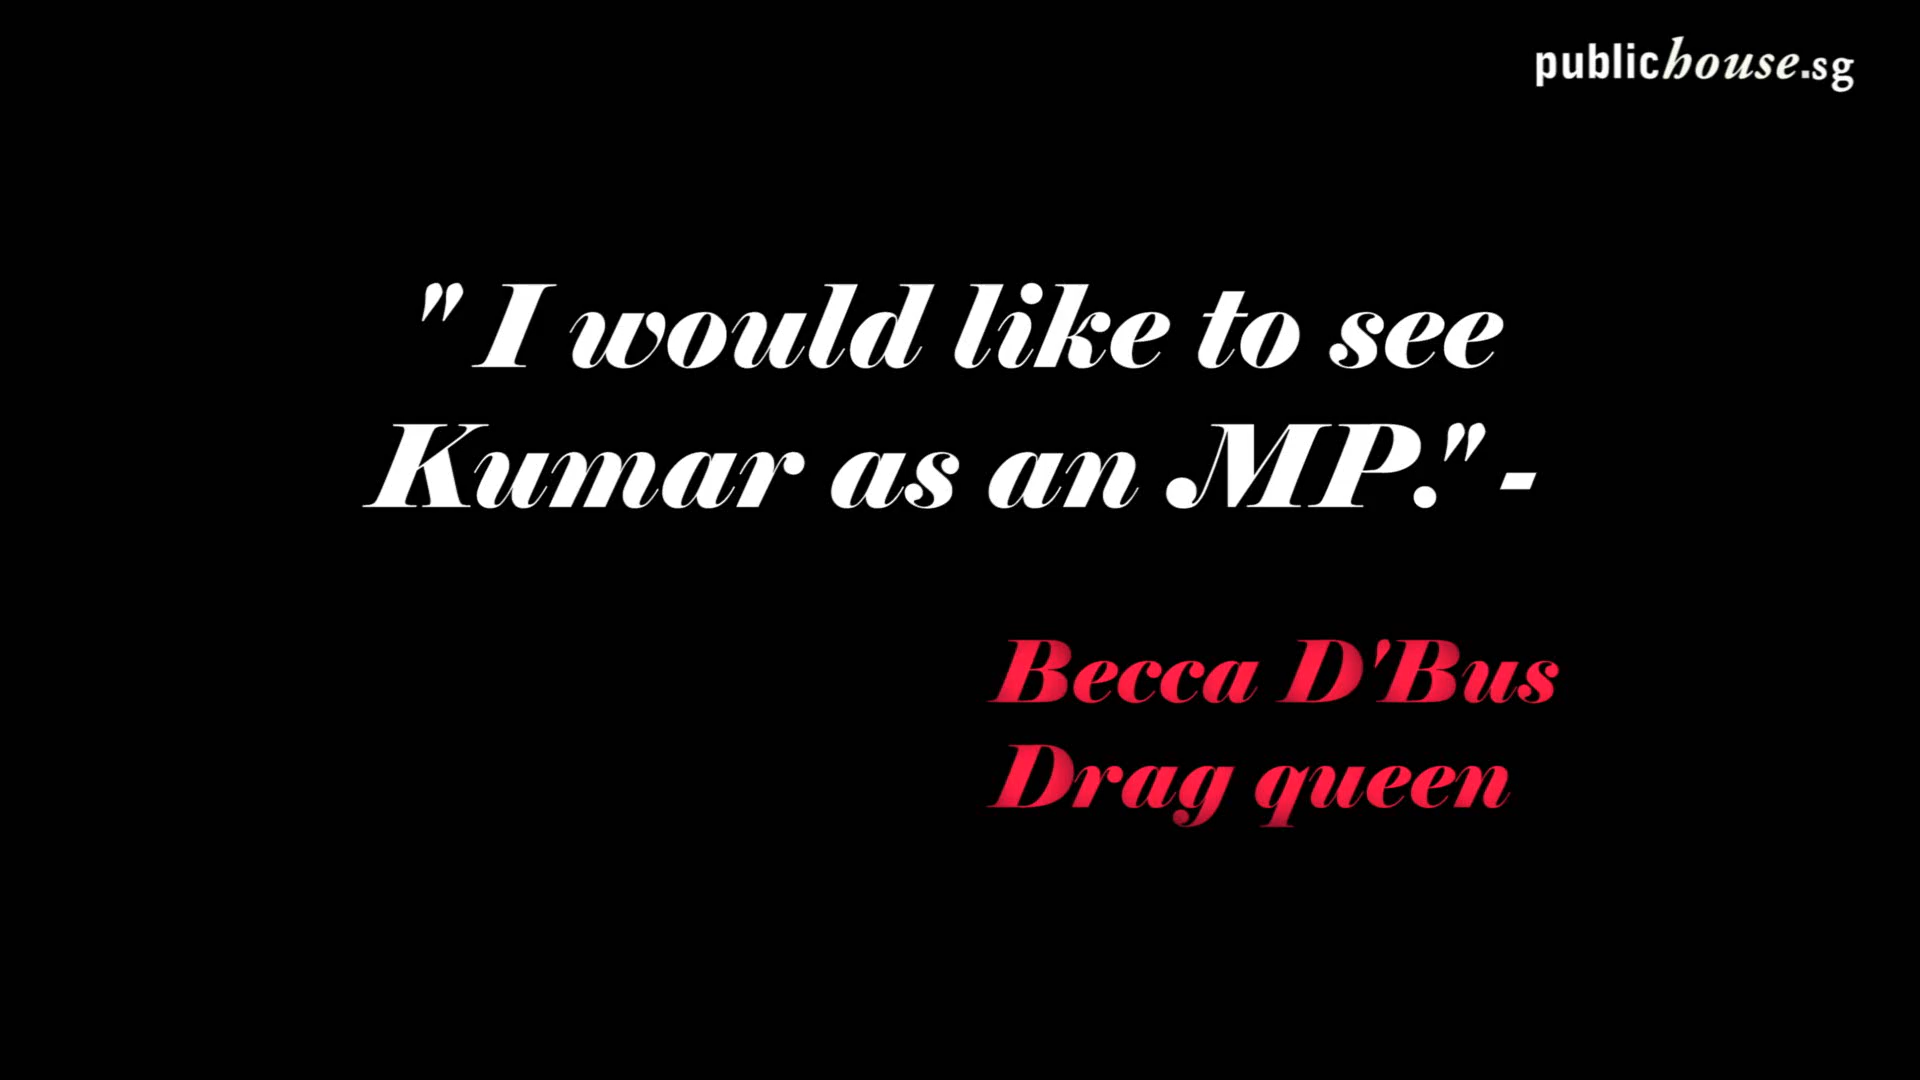 publichouse.sg
" I would like to see
Kumar as an MP." -
Becca D'Bus
Drag queen